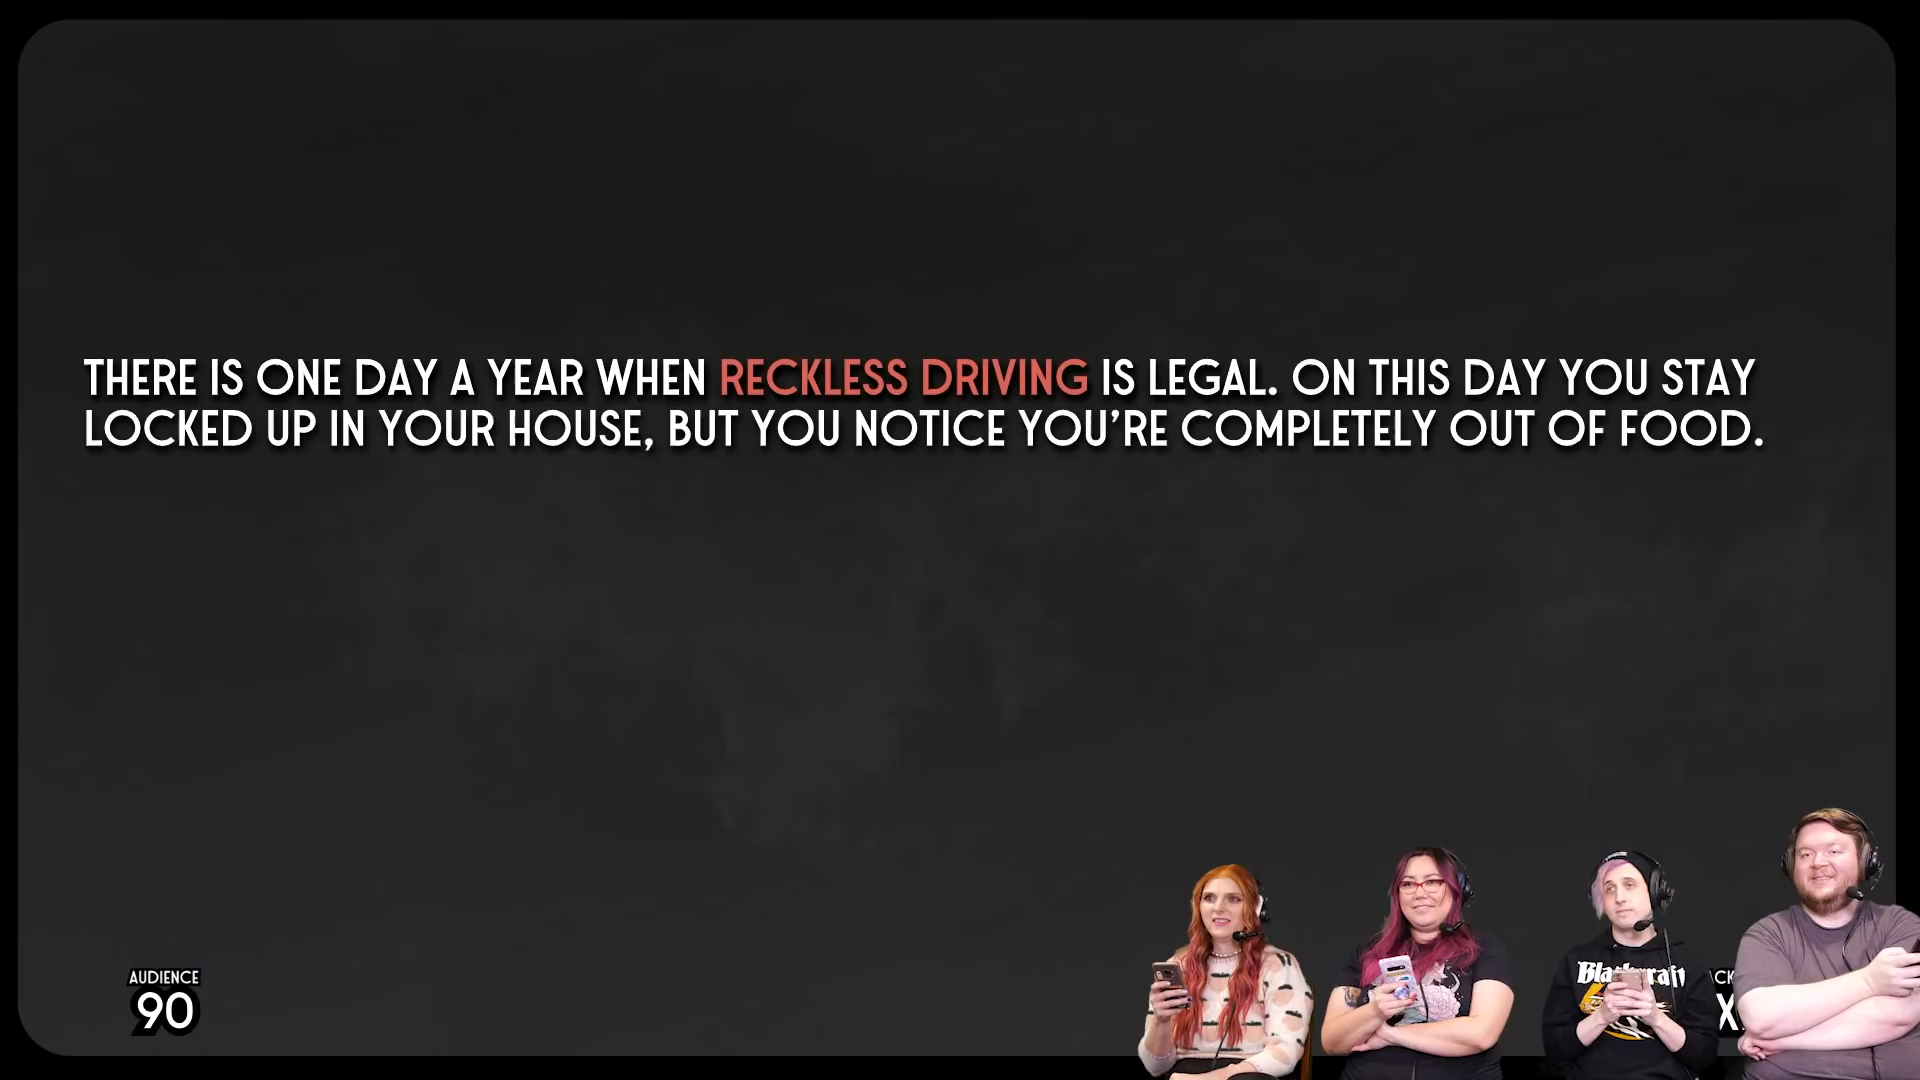 THERE IS ONE DAY A YEAR WHEN RECKLESS DRIVING IS LEGAL. ON THIS DAY YOU STAY
LOCKED UP IN YOUR HOUSE, BUT YOU NOTICE YOU'RE COMPLETELY OUT OF FOOD.
AUDIENCE
90